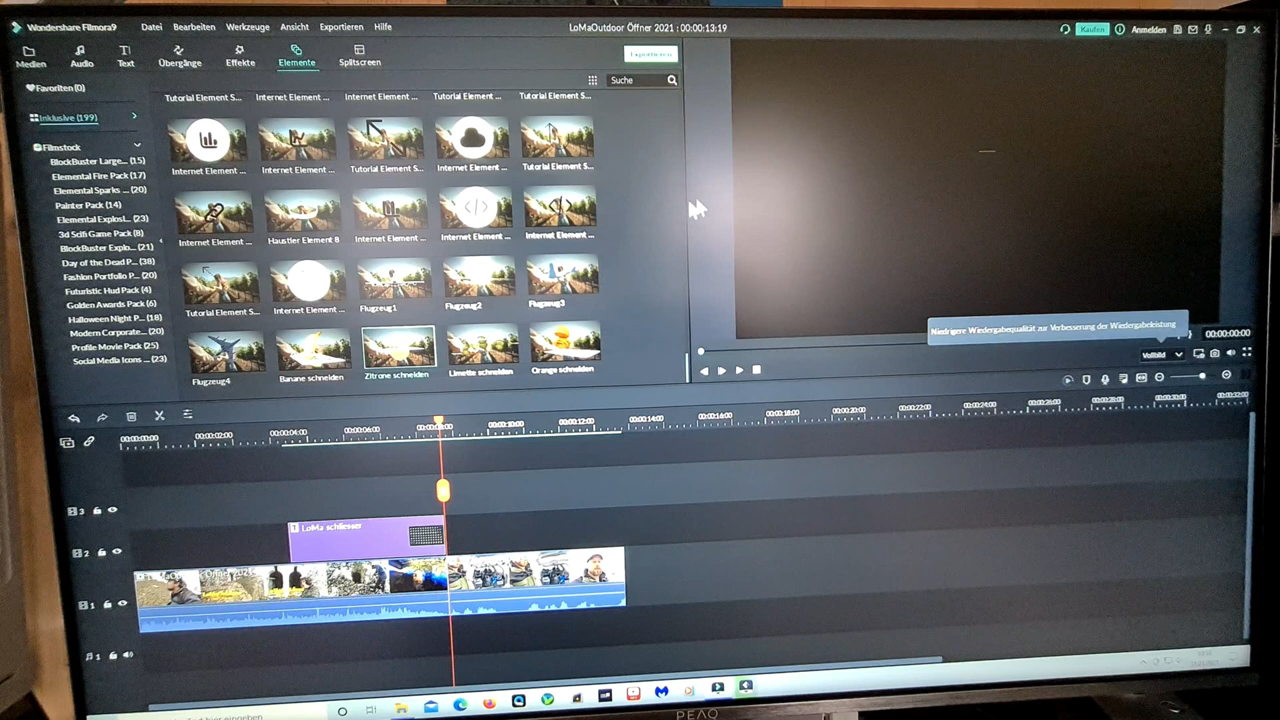 Wondershare Filmora9
Datei Bearbeiten Werkzeuge Ansicht Exportieren Hilfe
LoMaOutdoor Öffner 2021 : 00:00:13:19
Kaufen Anmelden
Medien Audio Text Übergänge Effekte Elemente Splitscreen
Exportieren
Suche
Favoriten (0)
Inklusive (199)
Filmstock
BlockBuster Large... (15)
Elemental Fire Pack (17)
Elemental Sparks ... (20)
Painter Pack (14)
Elemental Explosi... (23)
3d Scifi Game Pack (8)
BlockBuster Explo... (21)
Day of the Dead P... (38)
Fashion Portfolio P... (20)
Futuristic Hud Pack (4)
Golden Awards Pack (6)
Halloween Night P... (18)
Modern Corporate... (20)
Profile Movie Pack (25)
Social Media Icons ... (23)
Tutorial Element S... Internet Element ... Internet Element ... Tutorial Element ... Tutorial Element S...
Internet Element ... Internet Element ... Tutorial Element S... Internet Element ... Tutorial Element S...
Internet Element ... Haustier Element 8 Internet Element ... Internet Element ... Internet Element ...
Tutorial Element S... Internet Element ... Flugzeug1 Flugzeug2 Flugzeug3
Flugzeug4 Banane schneiden Zitrone schneiden Limette schneiden Orange schneiden
Niedrigere Wiedergabequalität zur Verbesserung der Wiedergabeleistung
00:00:00:00
Vollbild
00:00:00:00 00:00:02:00 00:00:04:00 00:00:06:00 00:00:10:00 00:00:12:00 00:00:14:00 00:00:16:00 00:00:18:00 00:00:20:00 00:00:22:00 00:00:24:00 00:00:26:00 00:00:28:00 00:00:30:00 00:00:32:00
3
LoMa schliesser
2
1
1
PEAQ